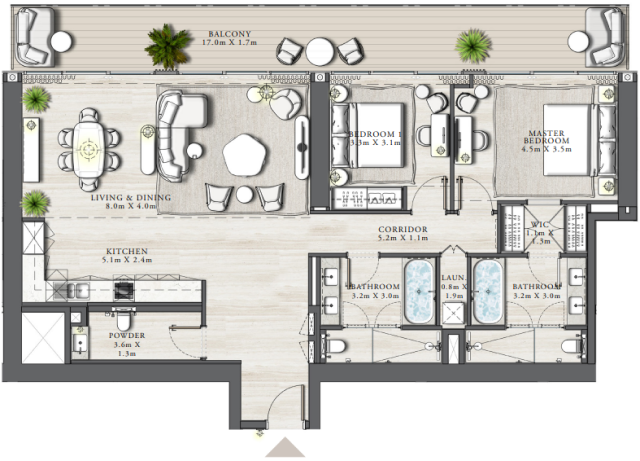 BALCONY
17.0m X 1.7m
BEDROOM 1
3.3m X 3.1m
MASTER
BEDROOM
4.5m X 3.5m
LIVING & DINING
8.0m X 4.0m
CORRIDOR
5.2m X 1.1m
WIC
1.1m X
1.3m
KITCHEN
5.1m X 2.4m
BATHROOM
3.2m X 3.0m
LAUN.
0.8m X
1.9m
BATHROOM
3.2m X 3.0m
POWDER
3.6m X
1.3m